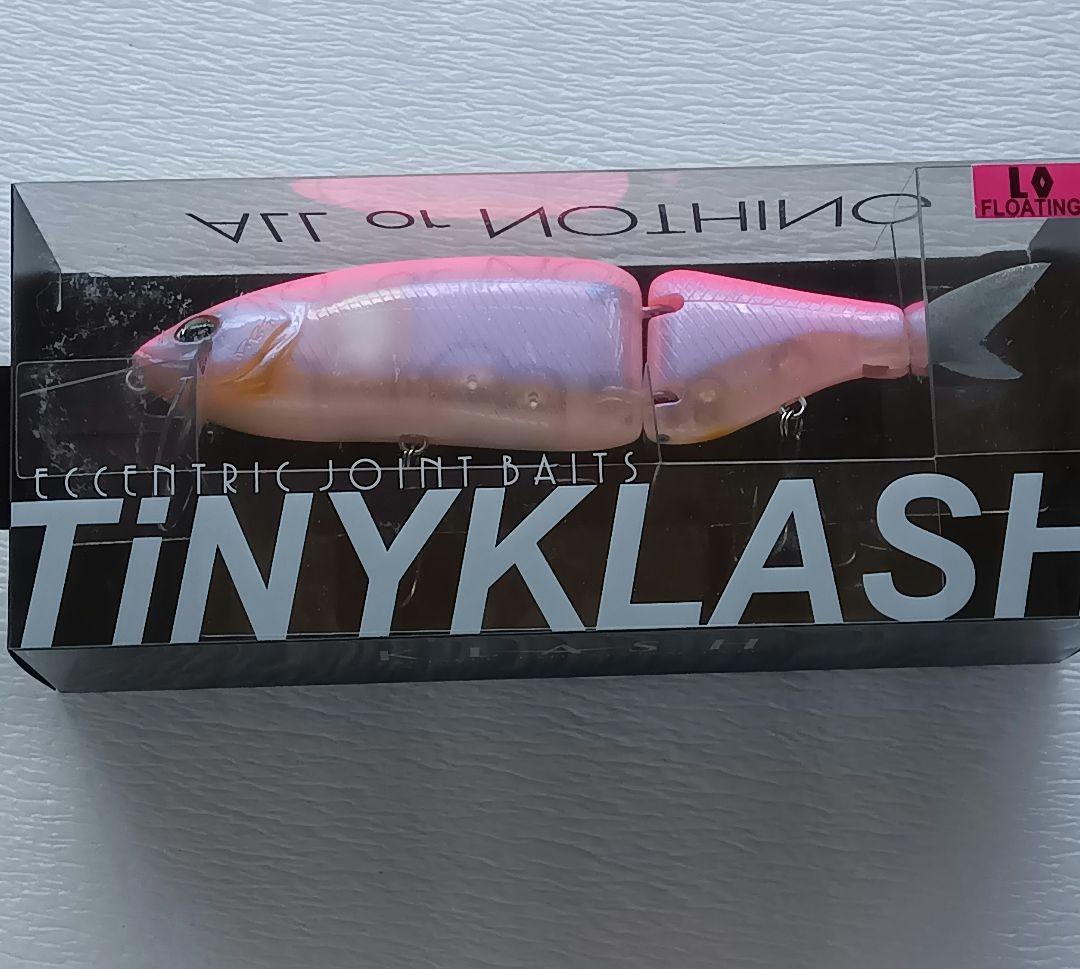 LO
FLOATING
ALL or NOTHING
ECCENTRIC JOINT BAITS
TiNYKLASH
KLASH